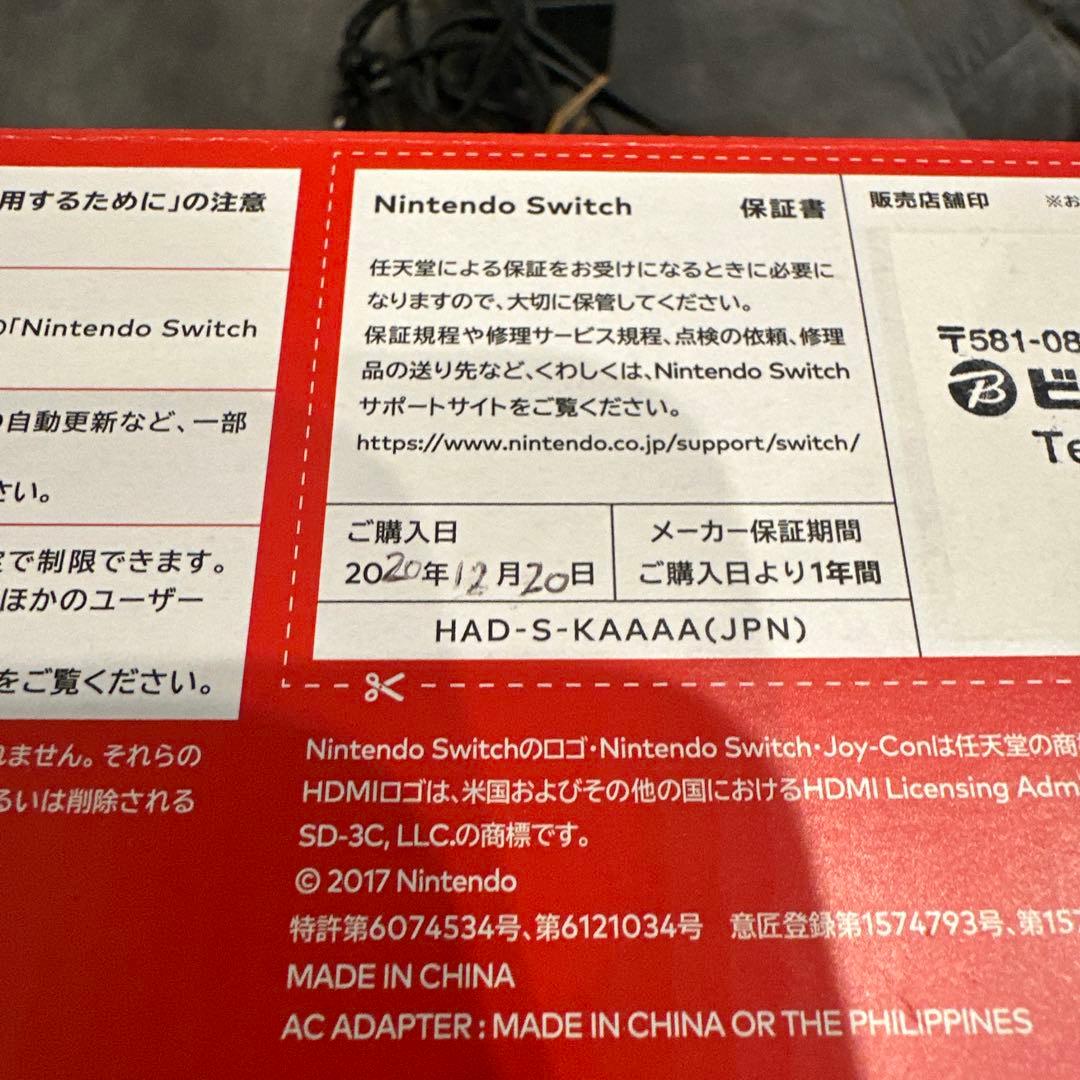 用するために」の注意
「Nintendo Switch
自動更新など、一部
さい。
で制限できます。
ほかのユーザー
をご覧ください。
れません。それらの
るいは削除される
Nintendo Switch 保証書
任天堂による保証をお受けになるときに必要に
なりますので、大切に保管してください。
保証規程や修理サービス規程、点検の依頼、修理
品の送り先など、くわしくは、Nintendo Switch
サポートサイトをご覧ください。
https://www.nintendo.co.jp/support/switch/
ご購入日
2020年12月20日
メーカー保証期間
ご購入日より1年間
HAD-S-KAAAA(JPN)
販売店舗印 ※お
〒581-08
B ビ
Te
Nintendo Switchのロゴ・Nintendo Switch・Joy-Conは任天堂の商
HDMIロゴは、米国およびその他の国におけるHDMI Licensing Adm
SD-3C, LLC.の商標です。
© 2017 Nintendo
特許第6074534号、第6121034号 意匠登録第1574793号、第157
MADE IN CHINA
AC ADAPTER : MADE IN CHINA OR THE PHILIPPINES